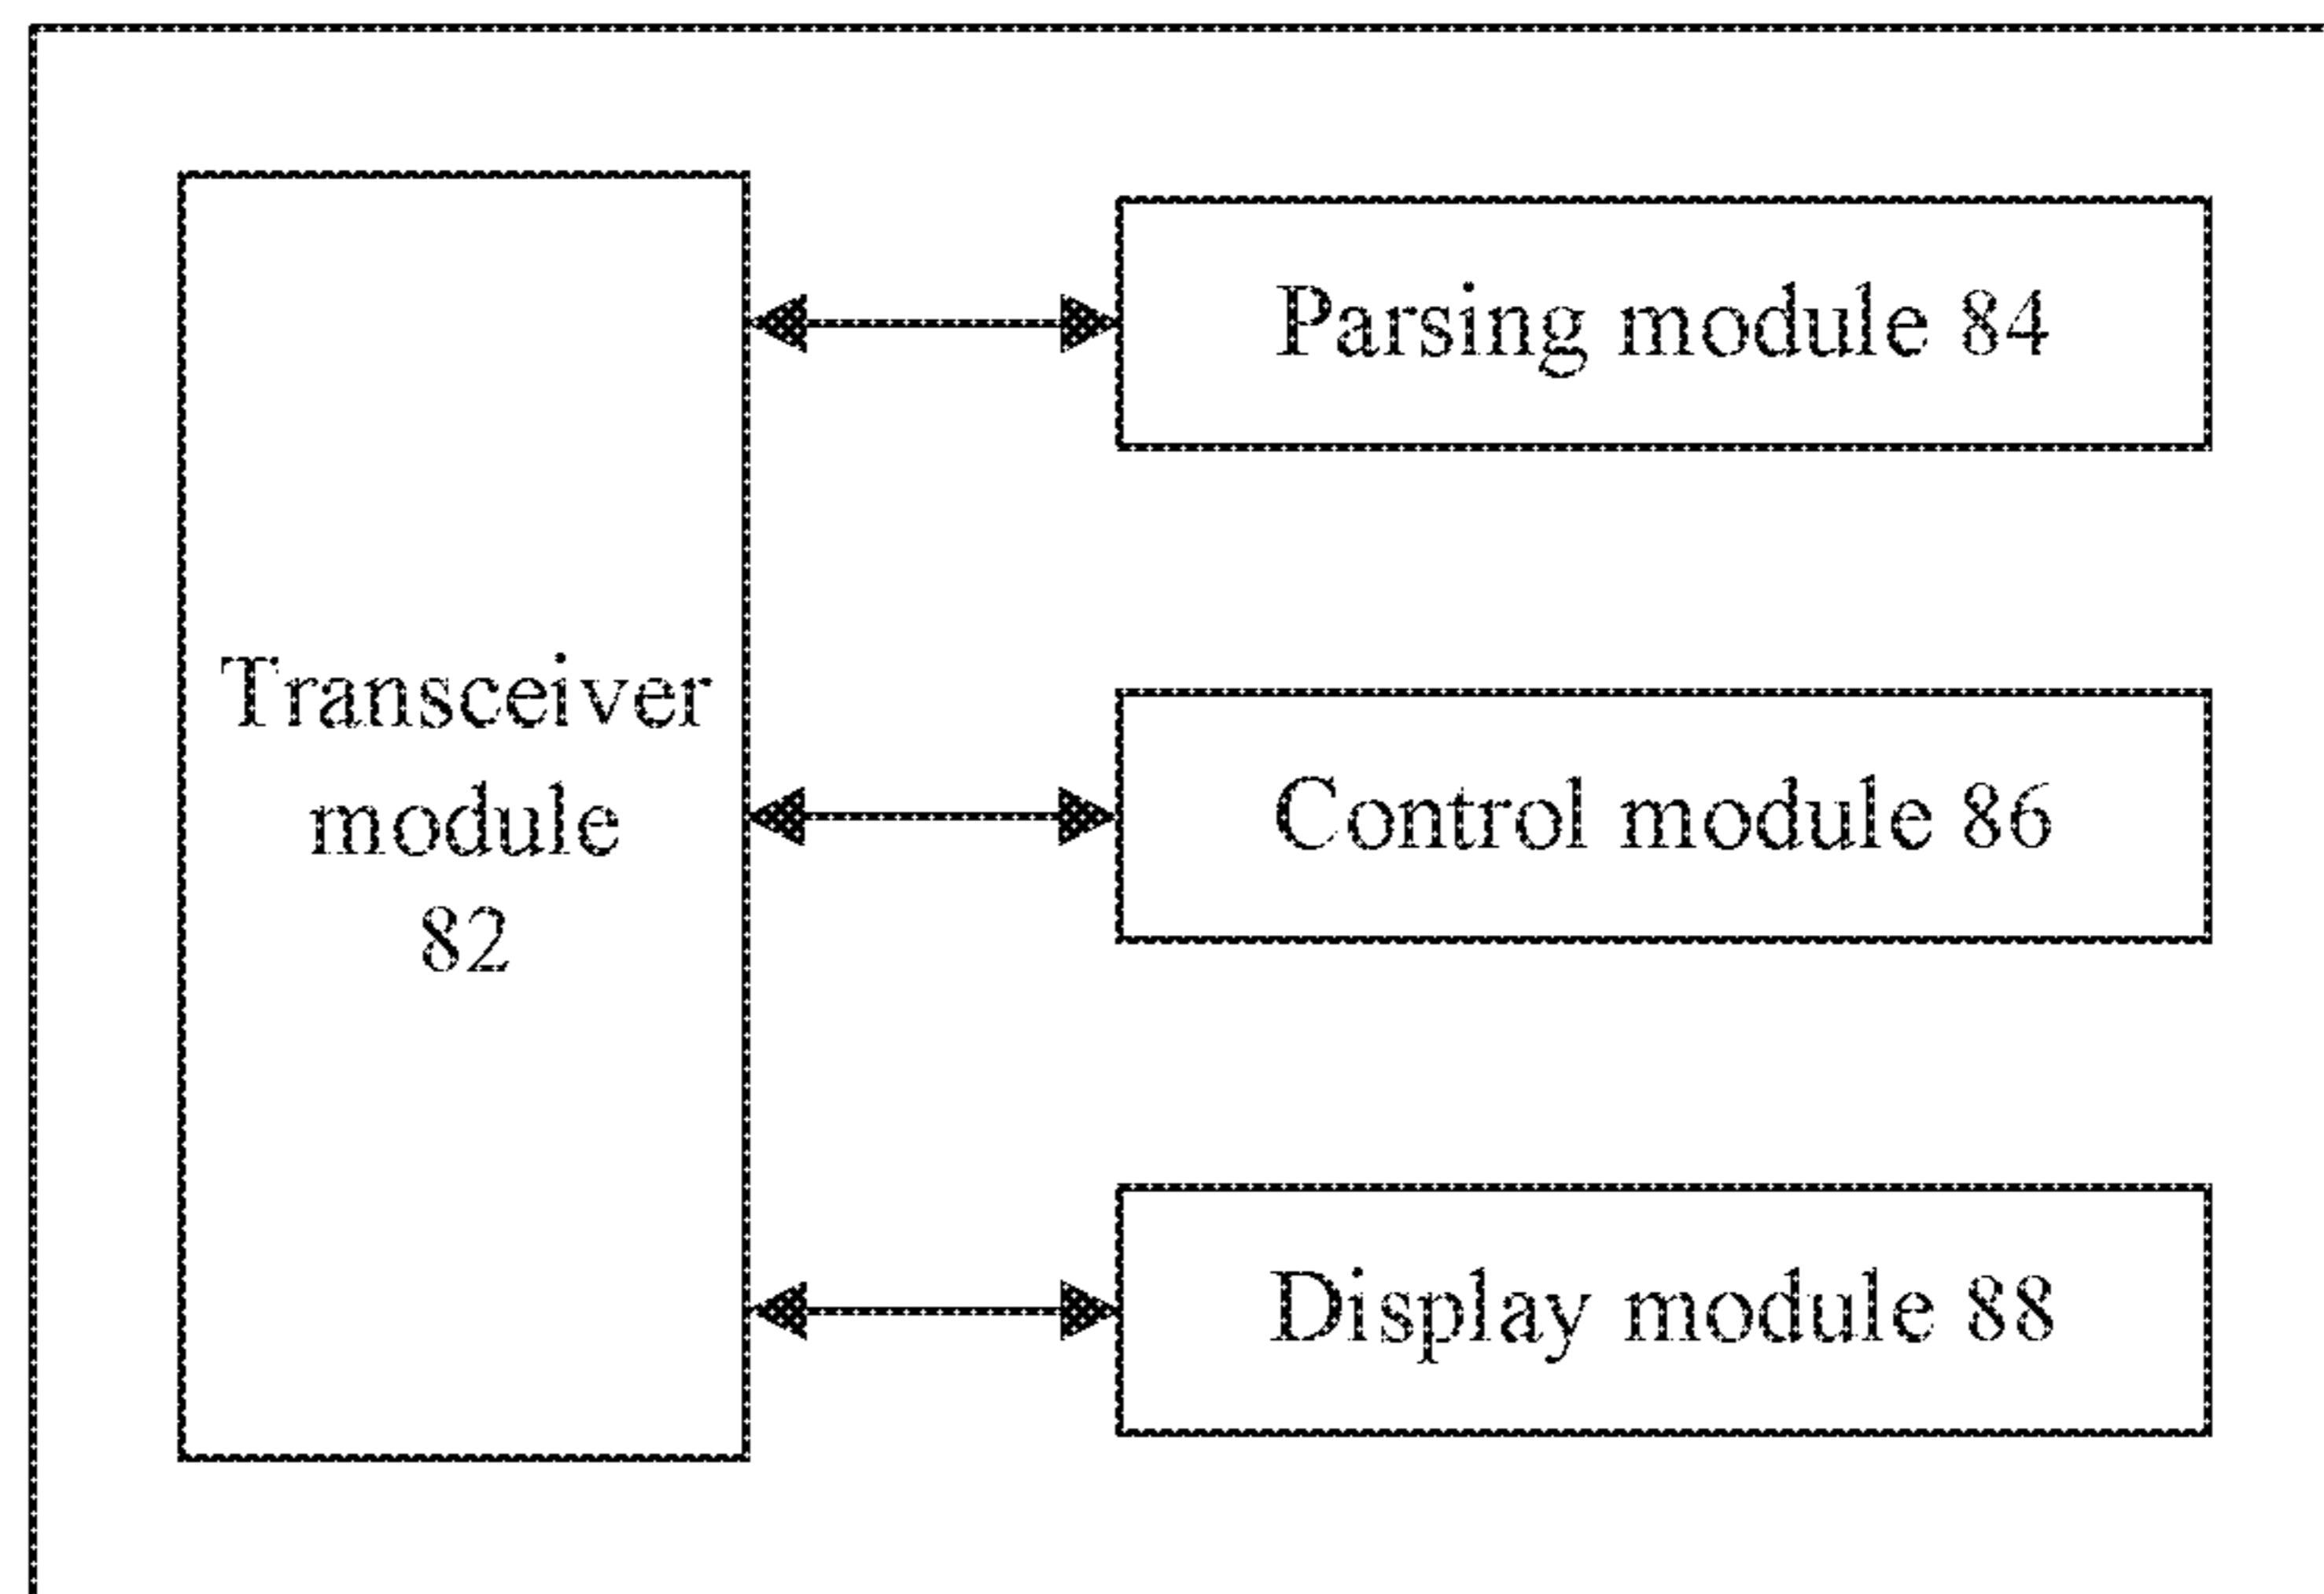 Transceiver
module
82
Parsing module 84
Control module 86
Display module 88